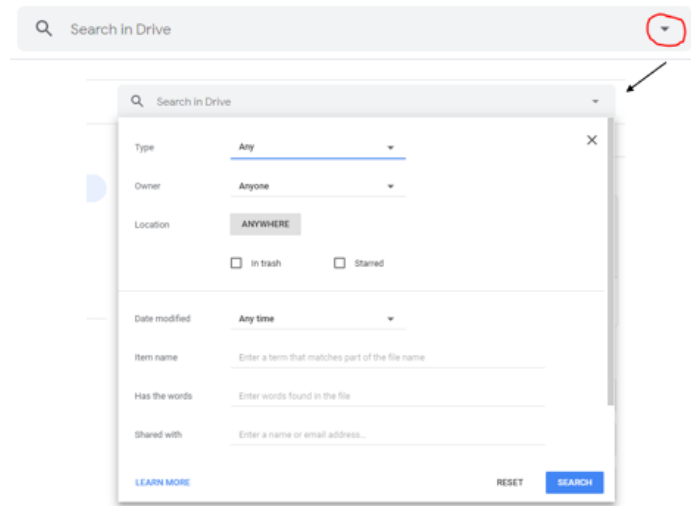 Search in Drive
Search in Drive
Type Any
Owner Anyone
Location ANYWHERE
In trash Starred
Date modified Any time
Item name Enter a term that matches part of the file name
Has the words Enter words found in the file
Shared with Enter a name or email address...
LEARN MORE RESET SEARCH